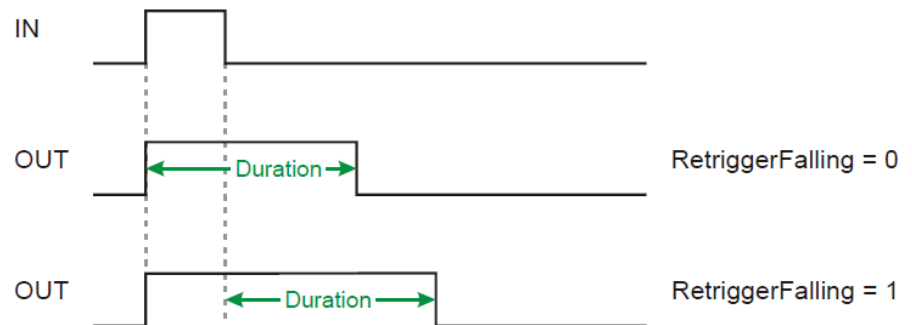 IN
OUT
Duration
RetriggerFalling = 0
OUT
Duration
RetriggerFalling = 1